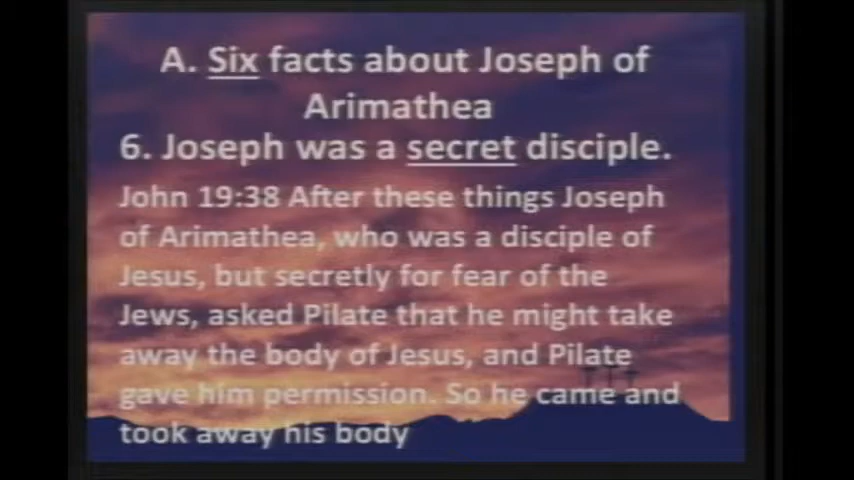 A. Six facts about Joseph of
Arimathea
6. Joseph was a secret disciple.
John 19:38 After these things Joseph
of Arimathea, who was a disciple of
Jesus, but secretly for fear of the
Jews, asked Pilate that he might take
away the body of Jesus, and Pilate
gave him permission. So he came and
took away his body